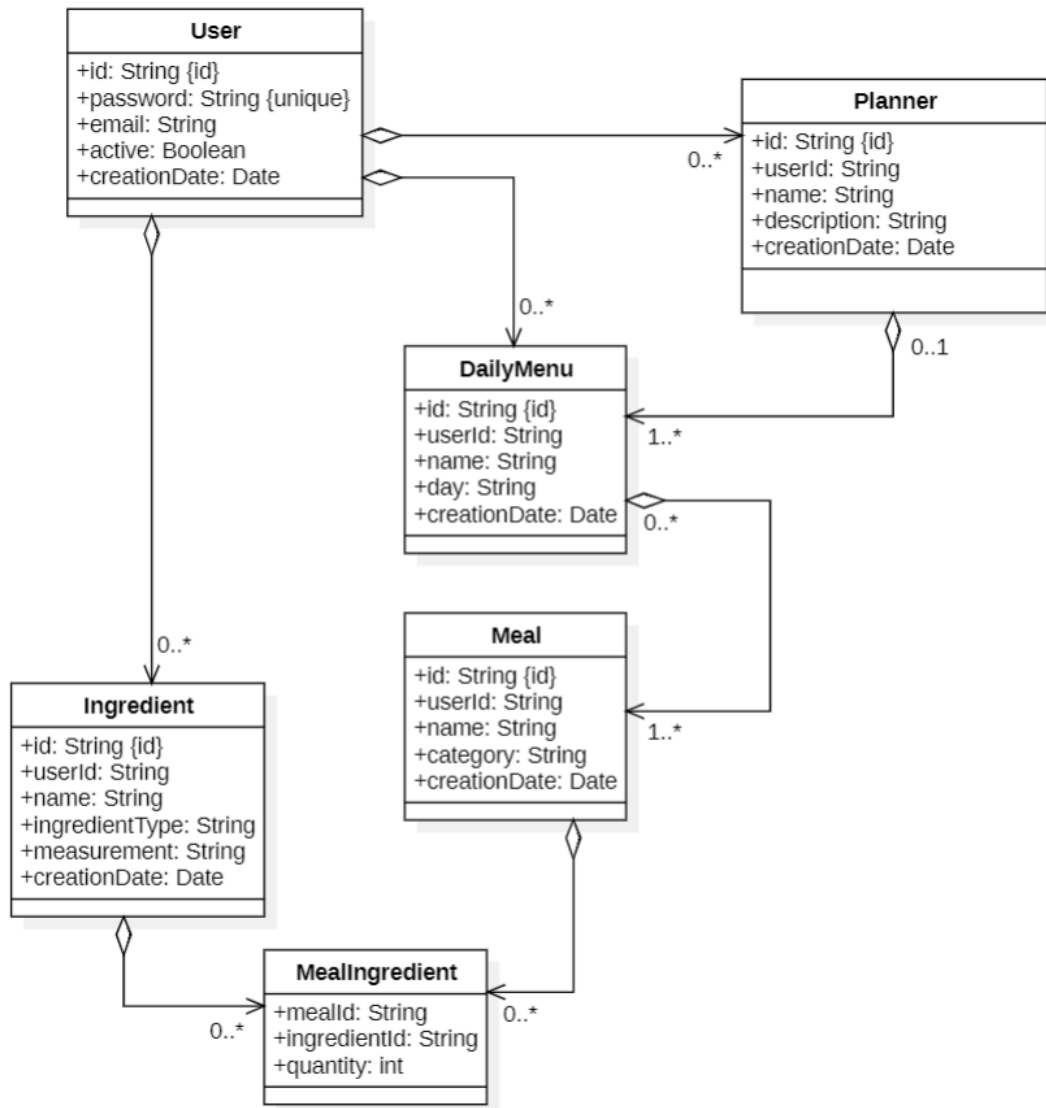 User
+id: String {id}
+password: String {unique}
+email: String
+active: Boolean
+creationDate: Date
Planner
+id: String {id}
+userId: String
+name: String
+description: String
+creationDate: Date
0..*
0..*
0..1
DailyMenu
+id: String {id}
+userId: String
+name: String
+day: String
+creationDate: Date
1..*
0..*
Meal
+id: String {id}
+userId: String
+name: String
+category: String
+creationDate: Date
1..*
0..*
Ingredient
+id: String {id}
+userId: String
+name: String
+ingredientType: String
+measurement: String
+creationDate: Date
MealIngredient
+mealId: String
+ingredientId: String
+quantity: int
0..*
0..*